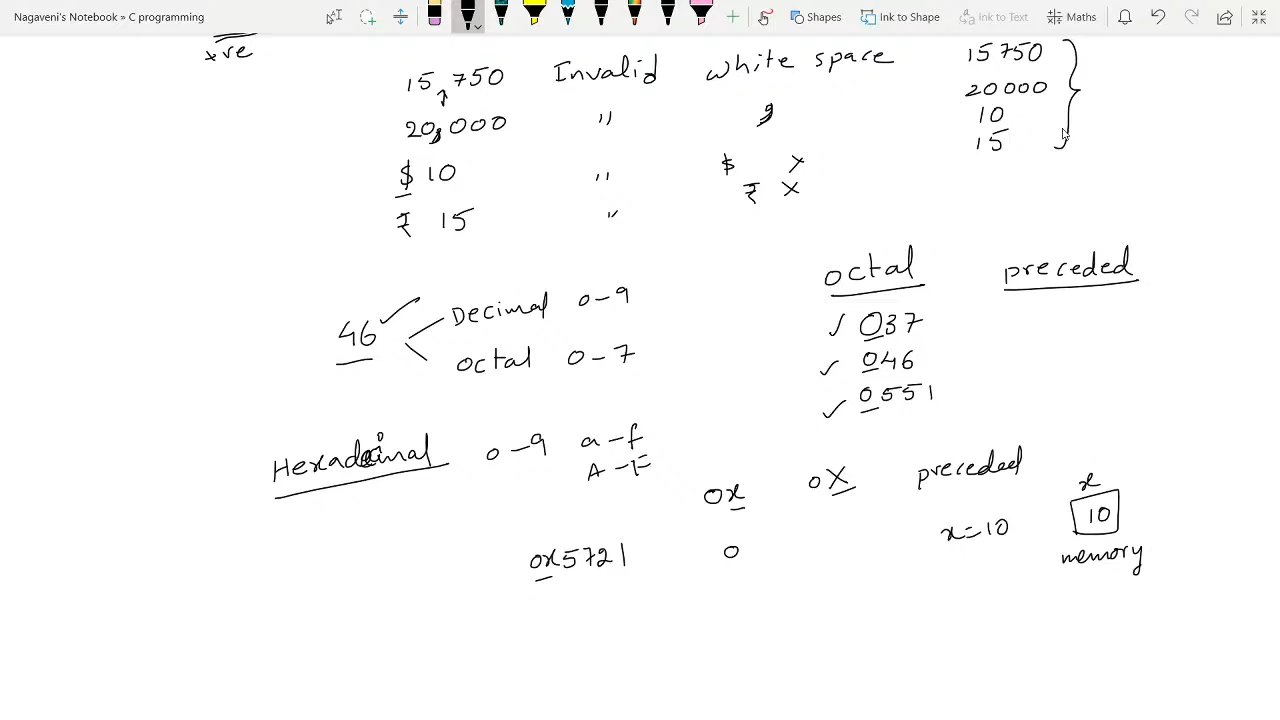 Nagaveni's Notebook » C programming
Shapes Ink to Shape Ink to Text Maths
+ve
15,750 Invalid white space 15750
20,000 " , 20000
$ 10 " $ x 10
₹ 15 " ₹ x 15
octal preceded
46 Decimal 0-9 037
octal 0-7 046
0551
Hexadecimal 0-9 a-f
A-F
0x 0X preceded x
x=10 10
0x5721 0 memory